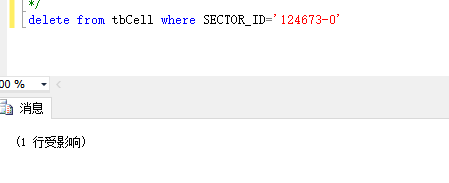 */
delete from tbCell where SECTOR_ID='124673-0'
00 %
消息
(1 行受影响)